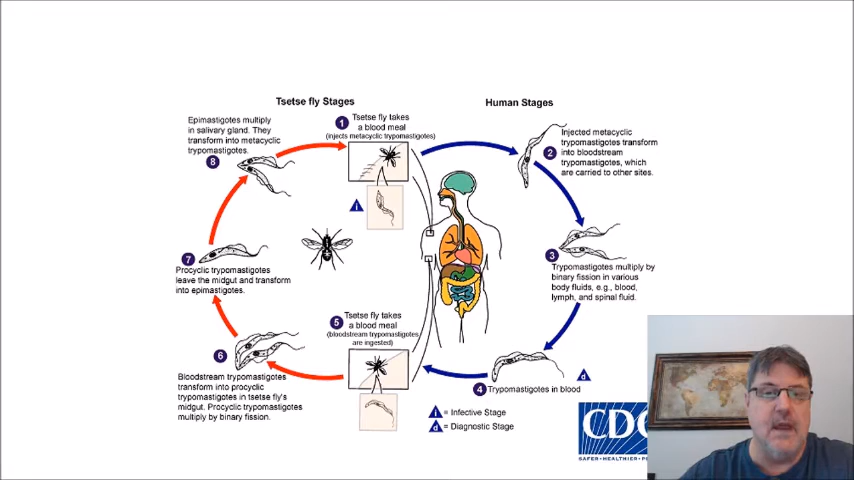 Tsetse fly Stages
Human Stages
1
Tsetse fly takes
a blood meal
(injects metacyclic trypomastigotes)
i
2
Injected metacyclic
trypomastigotes transform
into bloodstream
trypomastigotes, which
are carried to other sites.
3
Trypomastigotes multiply by
binary fission in various
body fluids, e.g., blood,
lymph, and spinal fluid.
4
Trypomastigotes in blood
d
5
Tsetse fly takes
a blood meal
(bloodstream trypomastigotes
are ingested)
6
Bloodstream trypomastigotes
transform into procyclic
trypomastigotes in tsetse fly's
midgut. Procyclic trypomastigotes
multiply by binary fission.
7
Procyclic trypomastigotes
leave the midgut and transform
into epimastigotes.
Epimastigotes multiply
in salivary gland. They
transform into metacyclic
trypomastigotes.
8
i = Infective Stage
d = Diagnostic Stage
CDC
SAFER·HEALTHIER·P